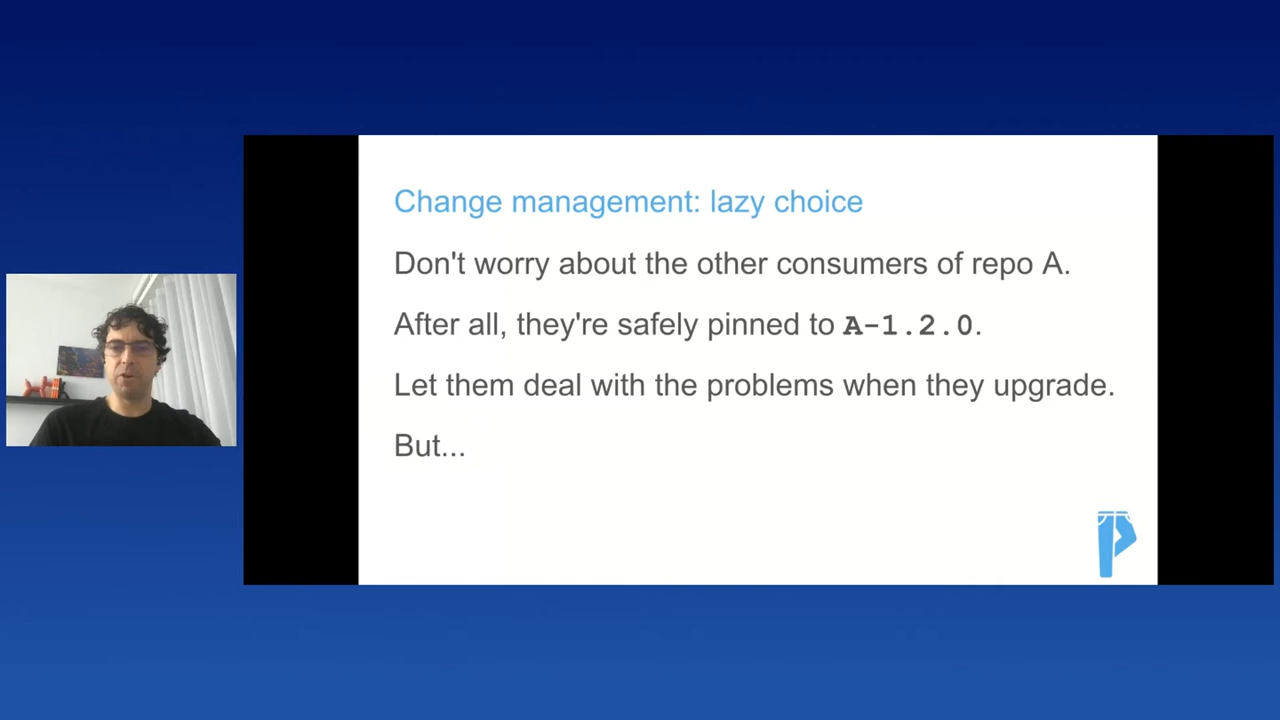 Change management: lazy choice
Don't worry about the other consumers of repo A.
After all, they're safely pinned to A-1.2.0.
Let them deal with the problems when they upgrade.
But...